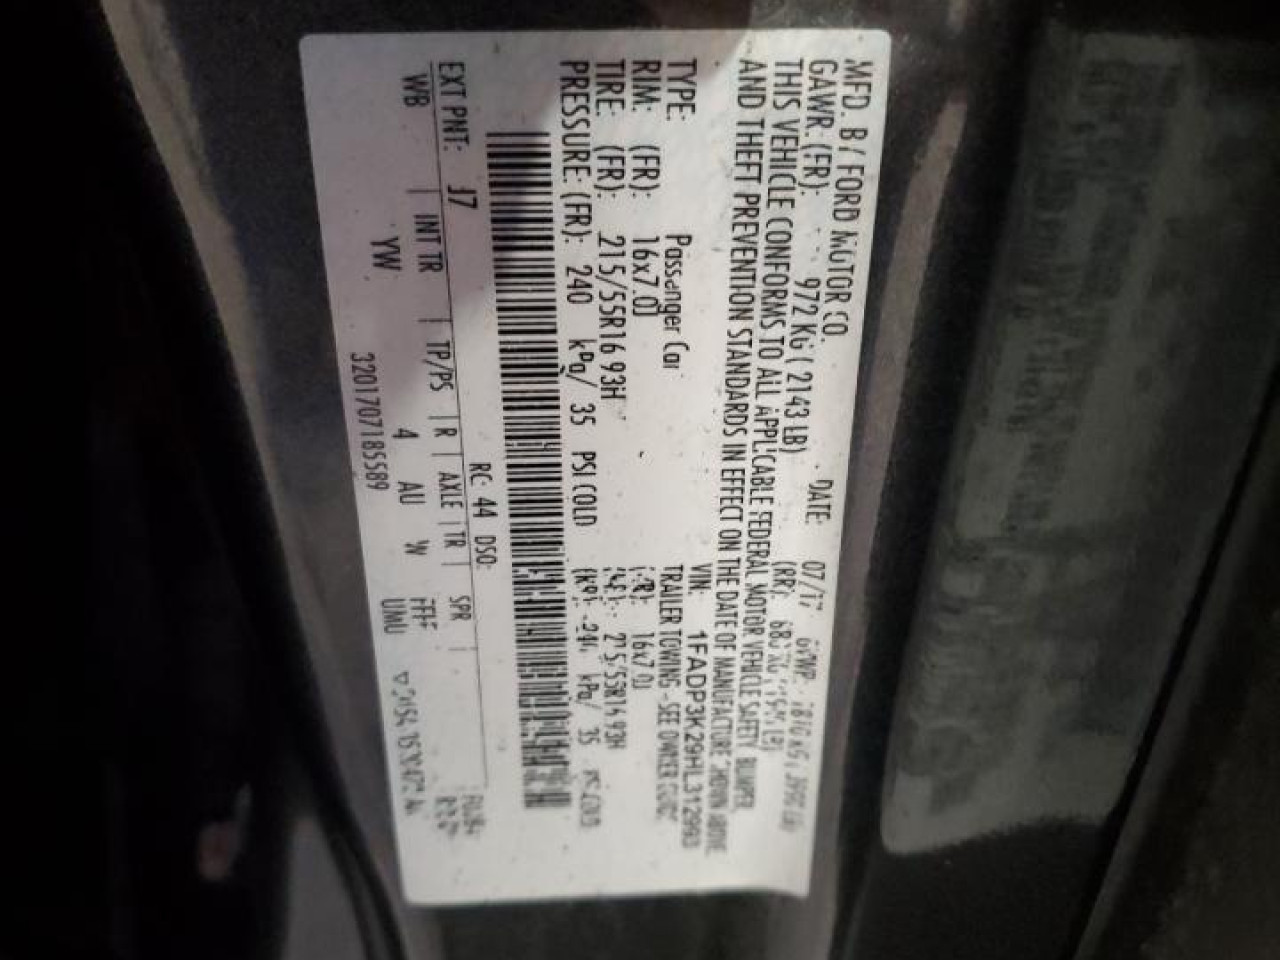 MFD. BY FORD MOTOR CO.
DATE: 07/17
GAWR: (FR): 972 KG ( 2143 LB) (RR):
THIS VEHICLE CONFORMS TO ALL APPLICABLE FEDERAL MOTOR VEHICLE SAFETY BUMPER
AND THEFT PREVENTION STANDARDS IN EFFECT ON THE DATE OF MANUFACTURE SHOWN ABOVE
VIN: 1FADP3K29HL312993
TYPE: Passenger Car TRAILER TOWING - SEE OWNER GUIDE
RIM: (FR): 16x7.0J 16x7.0J
TIRE: (FR): 215/55R16 93H 215/55R16 93H
PRESSURE: (FR): 240 kPa/ 35 PSI COLD kPa/ 35 PSI COLD
RC: 44 DSO:
EXT PNT: J7
WB | INT TR | TP/PS | R | AXLE | TR | SPR
YW 4 AU W UMU
3201707185589